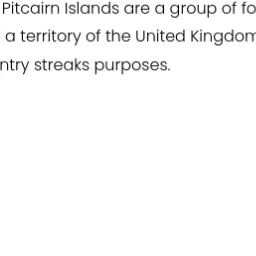 Pitcairn Islands are a group of fo
a territory of the United Kingdom
ntry streaks purposes.